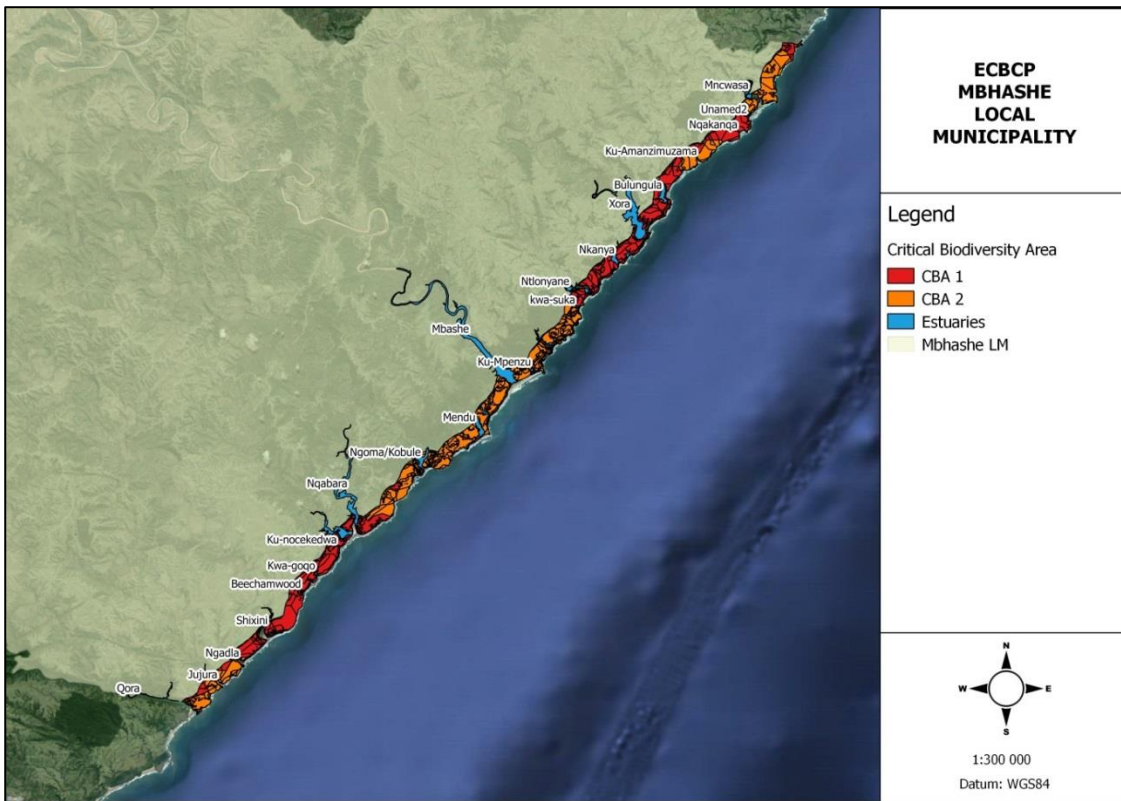 Mncwasa
Unamed2
Nqakanqa
Ku-Amanzimuzama
Bulungula
Xora
Nkanya
Ntlonyane
kwa-suka
Mbashe
Ku-Mpenzu
Mendu
Ngoma/Kobule
Nqabara
Ku-nocekedwa
Kwa-goqo
Beechamwood
Shixini
Ngadla
Jujura
Qora
ECBCP
MBHASHE
LOCAL
MUNICIPALITY
Legend
Critical Biodiversity Area
CBA 1
CBA 2
Estuaries
Mbhashe LM
N
W
E
S
1:300 000
Datum: WGS84